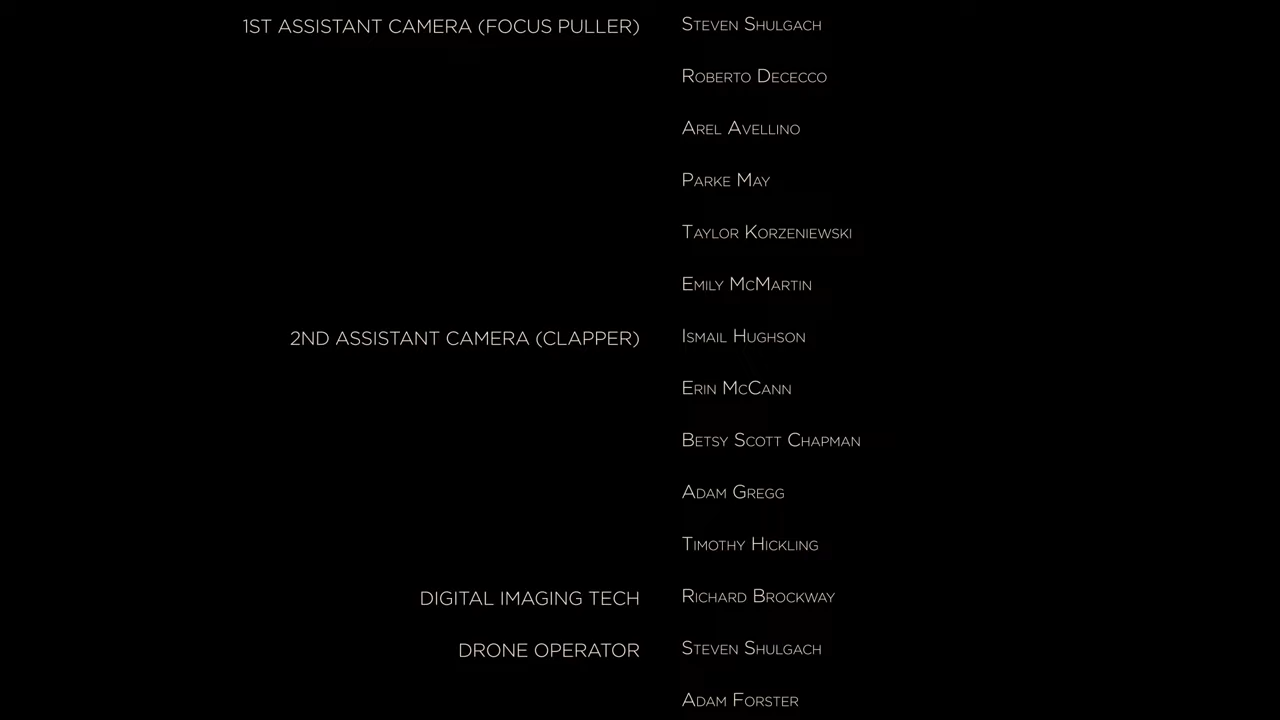 1ST ASSISTANT CAMERA (FOCUS PULLER) STEVEN SHULGACH
ROBERTO DECECCO
AREL AVELLINO
PARKE MAY
TAYLOR KORZENIEWSKI
EMILY MCMARTIN
2ND ASSISTANT CAMERA (CLAPPER) ISMAIL HUGHSON
ERIN MCCANN
BETSY SCOTT CHAPMAN
ADAM GREGG
TIMOTHY HICKLING
DIGITAL IMAGING TECH RICHARD BROCKWAY
DRONE OPERATOR STEVEN SHULGACH
ADAM FORSTER